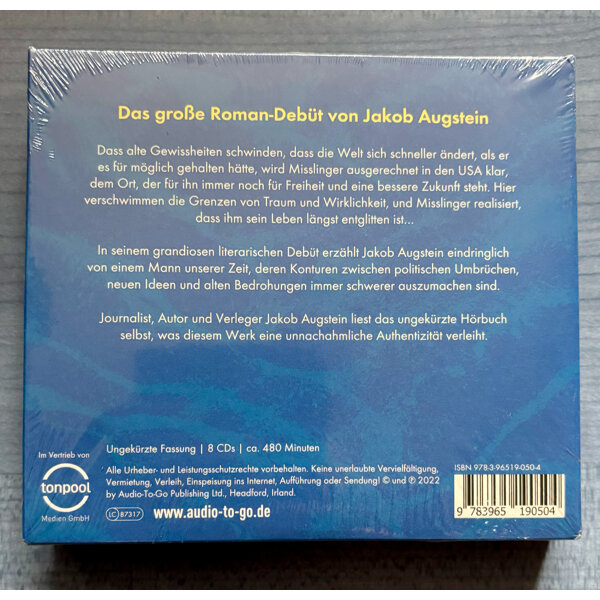 Das große Roman-Debüt von Jakob Augstein
Dass alte Gewissheiten schwinden, dass die Welt sich schneller ändert, als er
es für möglich gehalten hätte, wird Misslinger ausgerechnet in den USA klar,
dem Ort, der für ihn immer noch für Freiheit und eine bessere Zukunft steht. Hier
verschwimmen die Grenzen von Traum und Wirklichkeit, und Misslinger realisiert,
dass ihm sein Leben längst entglitten ist...
In seinem grandiosen literarischen Debüt erzählt Jakob Augstein eindringlich
von einem Mann unserer Zeit, deren Konturen zwischen politischen Umbrüchen,
neuen Ideen und alten Bedrohungen immer schwerer auszumachen sind.
Journalist, Autor und Verleger Jakob Augstein liest das ungekürzte Hörbuch
selbst, was diesem Werk eine unnachahmliche Authentizität verleiht.
Ungekürzte Fassung | 8 CDs | ca. 480 Minuten
Im Vertrieb von
tonpool
Medien GmbH
Alle Urheber- und Leistungsschutzrechte vorbehalten. Keine unerlaubte Vervielfältigung,
Vermietung, Verleih, Einspeisung ins Internet, Aufführung oder Sendung! © und ℗ 2022
by Audio-To-Go Publishing Ltd., Headford, Irland.
LC 87317
www.audio-to-go.de
ISBN 978-3-96519-050-4
9 783965 190504